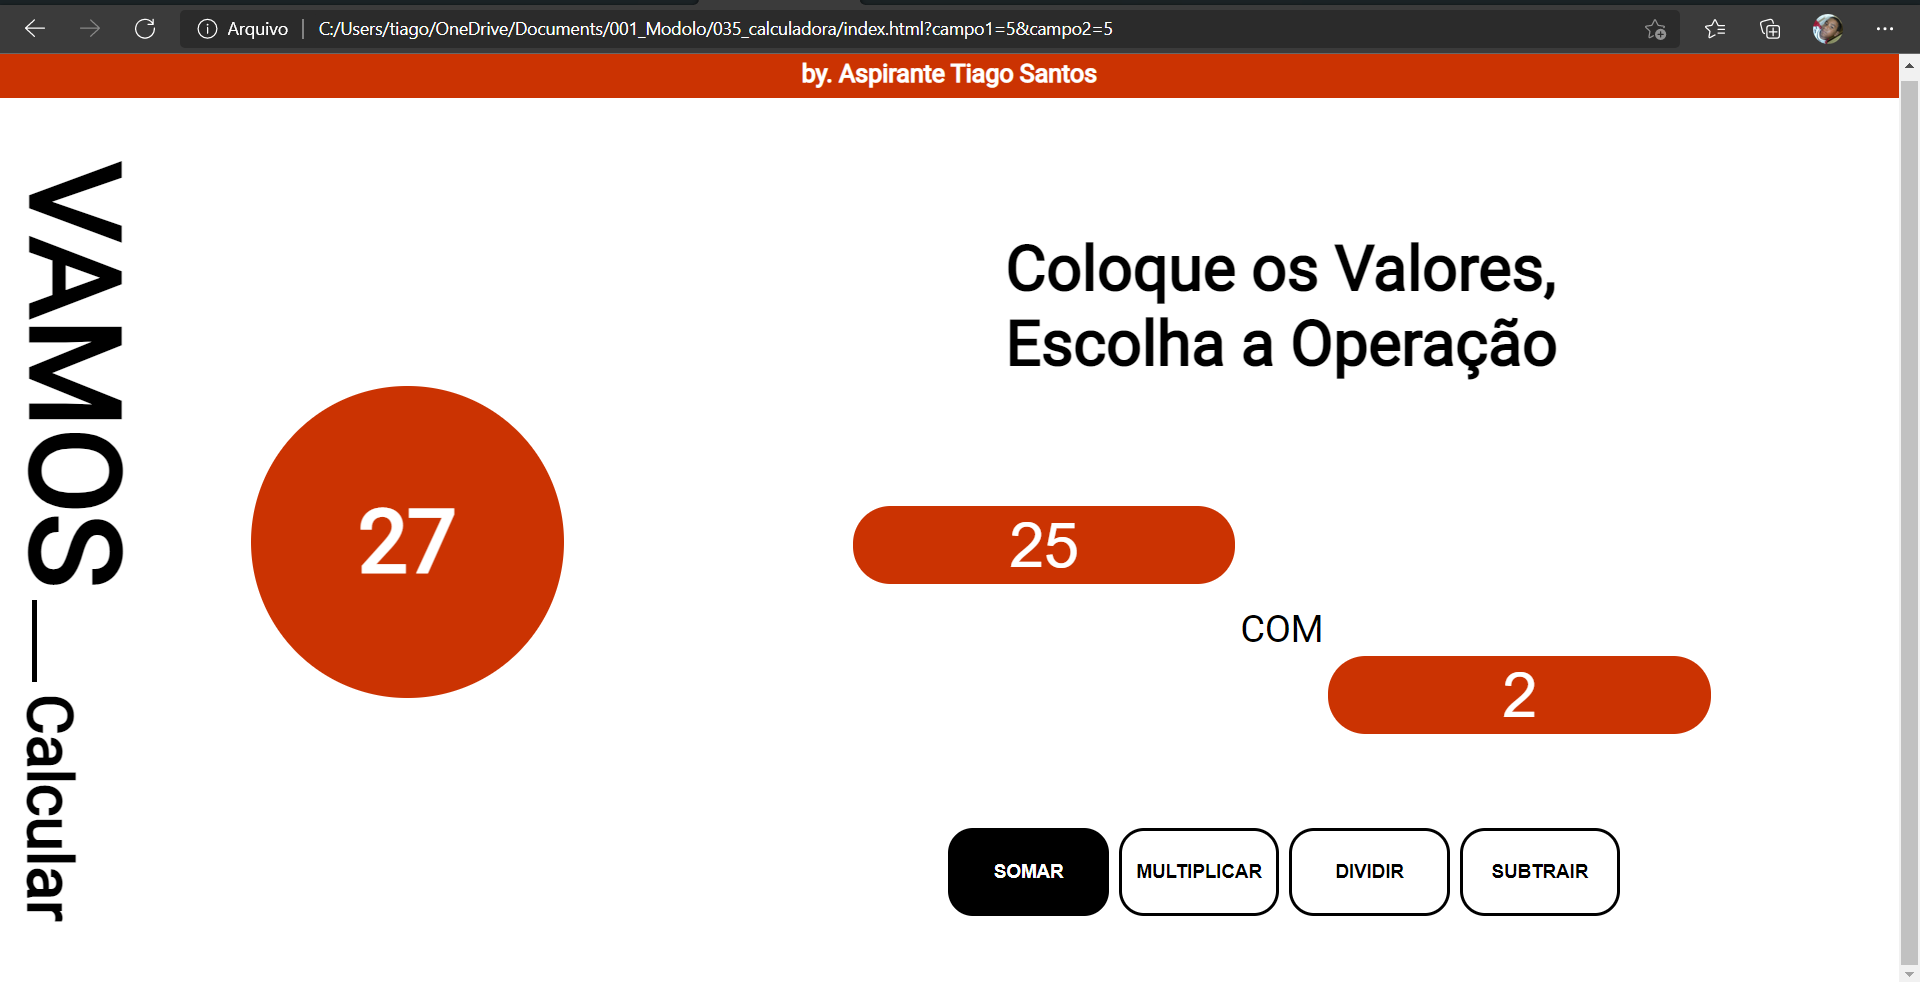 Arquivo | C:/Users/tiago/OneDrive/Documents/001_Modolo/035_calculadora/index.html?campo1=5&campo2=5
by. Aspirante Tiago Santos
VAMOS
Calcular
27
Coloque os Valores,
Escolha a Operação
25
COM
2
SOMAR
MULTIPLICAR
DIVIDIR
SUBTRAIR